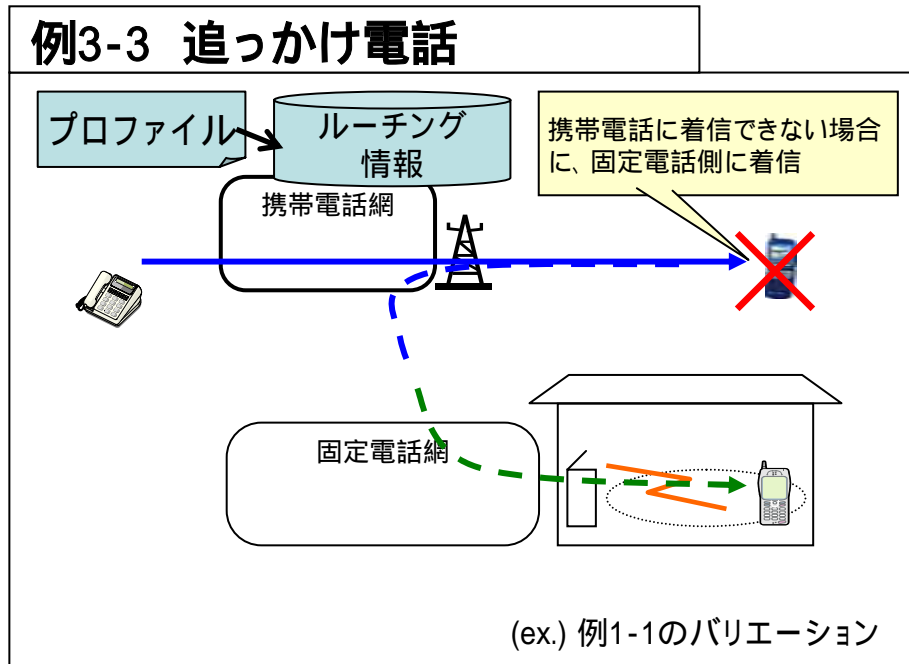 例3-3 追っかけ電話
プロファイル
ルーチング
情報
携帯電話に着信できない場合
に、固定電話側に着信
携帯電話網
固定電話網
(ex.) 例1-1のバリエーション